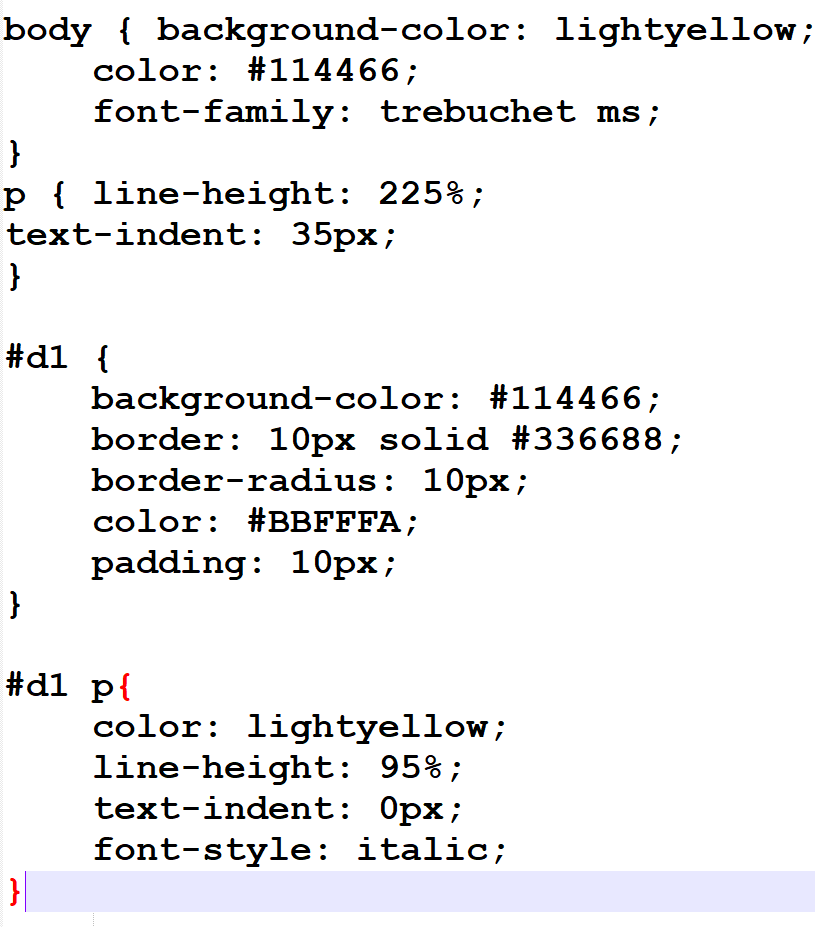 body { background-color: lightyellow;
    color: #114466;
    font-family: trebuchet ms;
}
p { line-height: 225%;
text-indent: 35px;
}

#d1 {
    background-color: #114466;
    border: 10px solid #336688;
    border-radius: 10px;
    color: #BBFFFA;
    padding: 10px;
}

#d1 p{
    color: lightyellow;
    line-height: 95%;
    text-indent: 0px;
    font-style: italic;
}